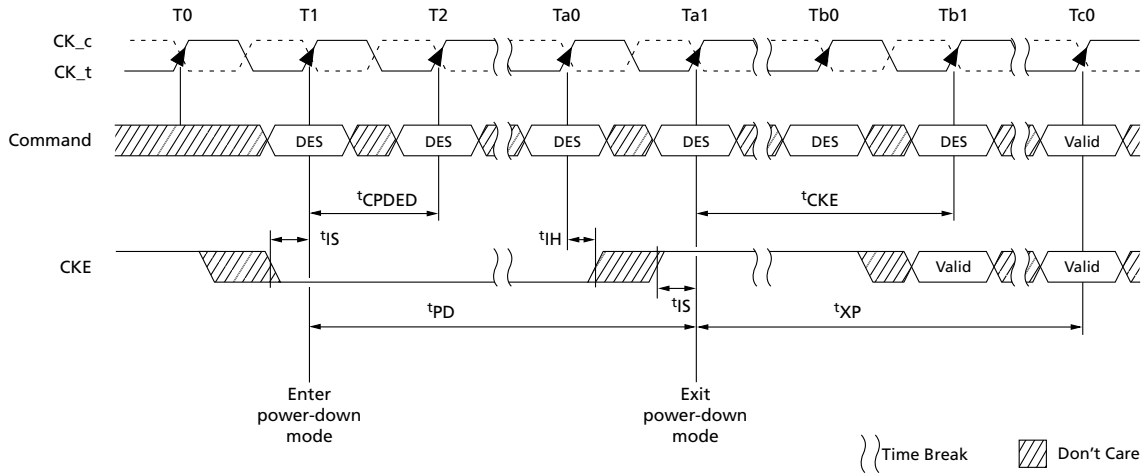 T0 T1 T2 Ta0 Ta1 Tb0 Tb1 Tc0
CK_c
CK_t
Command DES DES DES DES DES DES Valid
tCPDED tCKE
tIS tIH
CKE Valid Valid
tIS
tPD tXP
Enter
power-down
mode
Exit
power-down
mode
Time Break Don't Care